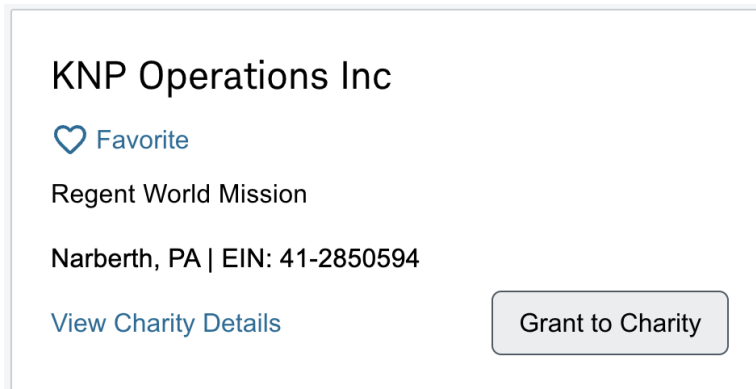 KNP Operations Inc
Favorite
Regent World Mission
Narberth, PA | EIN: 41-2850594
View Charity Details
Grant to Charity